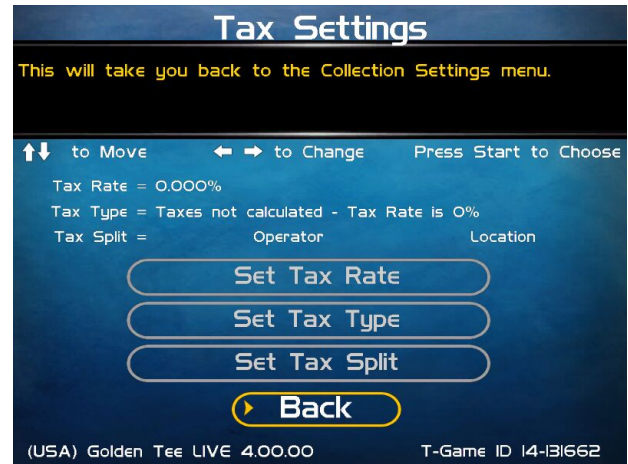 Tax Settings
This will take you back to the Collection Settings menu.
to Move to Change Press Start to Choose
Tax Rate = 0.000%
Tax Type = Taxes not calculated - Tax Rate is 0%
Tax Split = Operator Location
Set Tax Rate
Set Tax Type
Set Tax Split
Back
(USA) Golden Tee LIVE 4.00.00 T-Game ID 14-131662